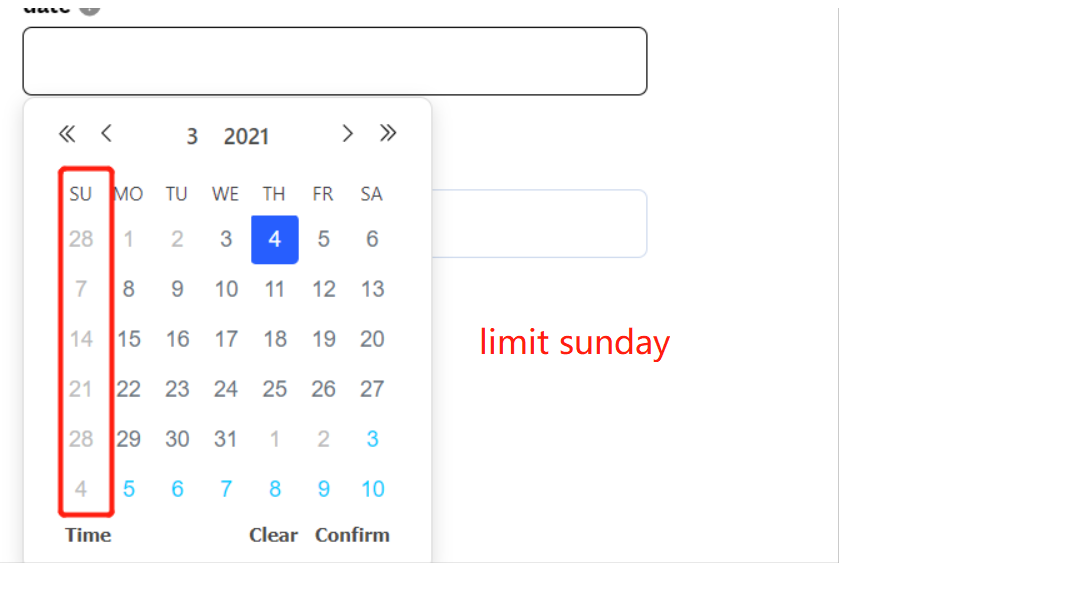 date ?
3 2021
SU MO TU WE TH FR SA
28 1 2 3 4 5 6
7 8 9 10 11 12 13
14 15 16 17 18 19 20
21 22 23 24 25 26 27
28 29 30 31 1 2 3
4 5 6 7 8 9 10
Time Clear Confirm
limit sunday